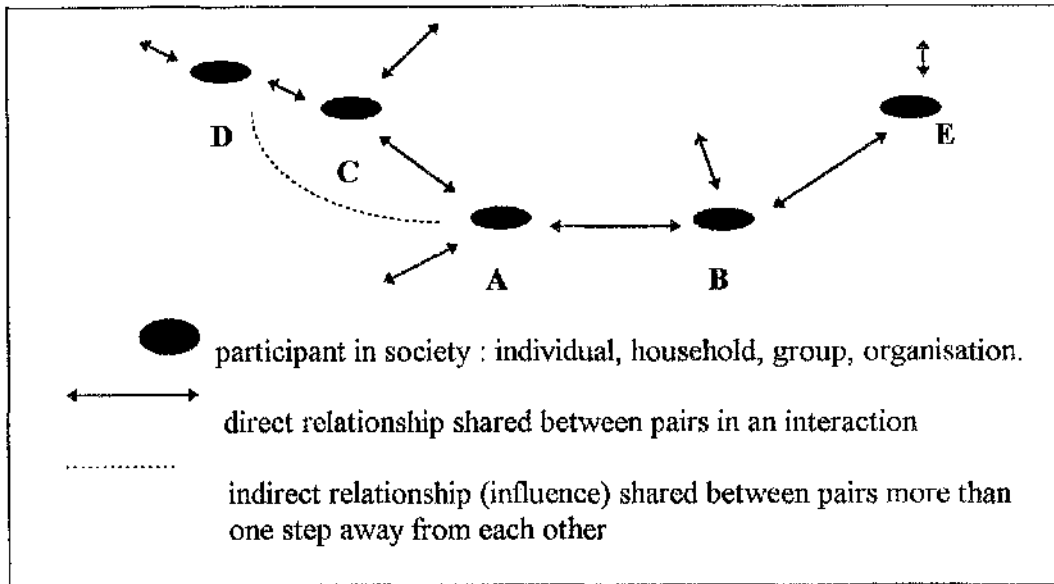 D
C
E
A
B
participant in society : individual, household, group, organisation.
direct relationship shared between pairs in an interaction
indirect relationship (influence) shared between pairs more than
one step away from each other